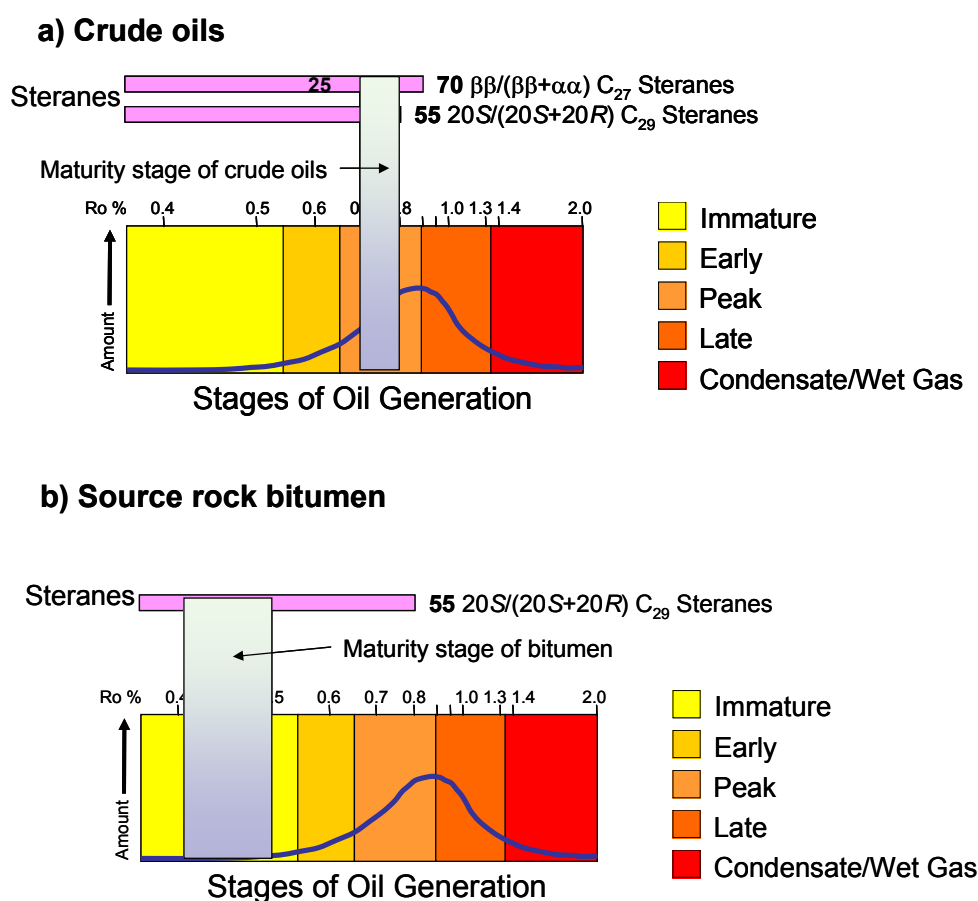 a) Crude oils
25
70 ββ/(ββ+αα) C27 Steranes
Steranes
55 20S/(20S+20R) C29 Steranes
Maturity stage of crude oils
Ro % 0.4 0.5 0.6 0 .8 1.0 1.3 1.4 2.0
Amount
Stages of Oil Generation
Immature
Early
Peak
Late
Condensate/Wet Gas
b) Source rock bitumen
Steranes
55 20S/(20S+20R) C29 Steranes
Maturity stage of bitumen
Ro % 0.4 5 0.6 0.7 0.8 1.0 1.3 1.4 2.0
Amount
Stages of Oil Generation
Immature
Early
Peak
Late
Condensate/Wet Gas